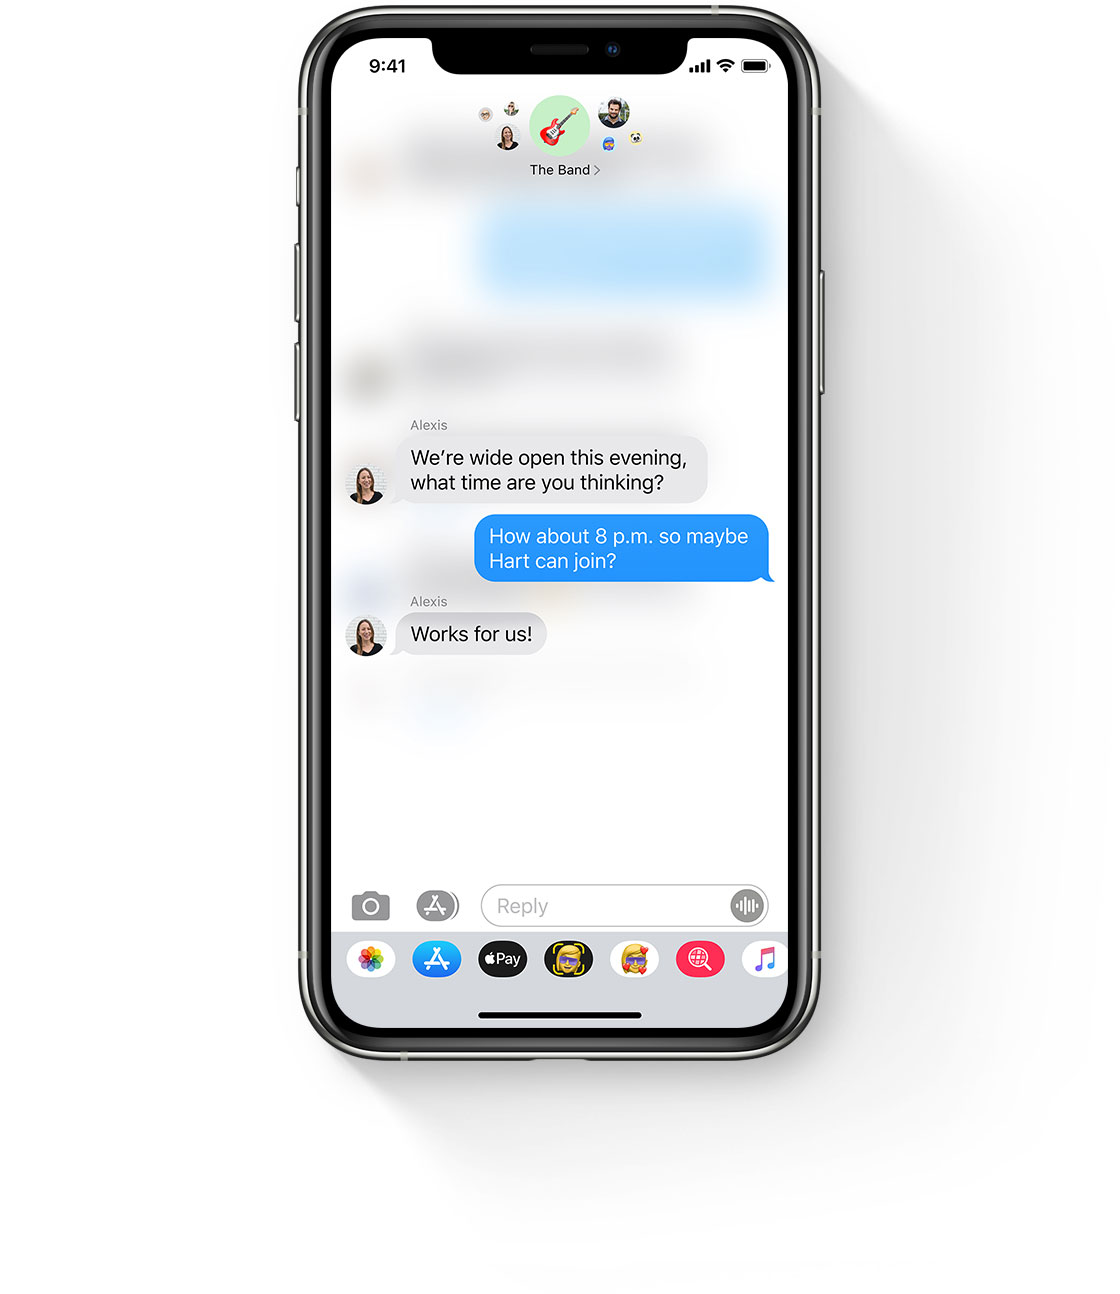 9:41
The Band
Alexis
We’re wide open this evening,
what time are you thinking?
How about 8 p.m. so maybe
Hart can join?
Alexis
Works for us!
Reply
Pay